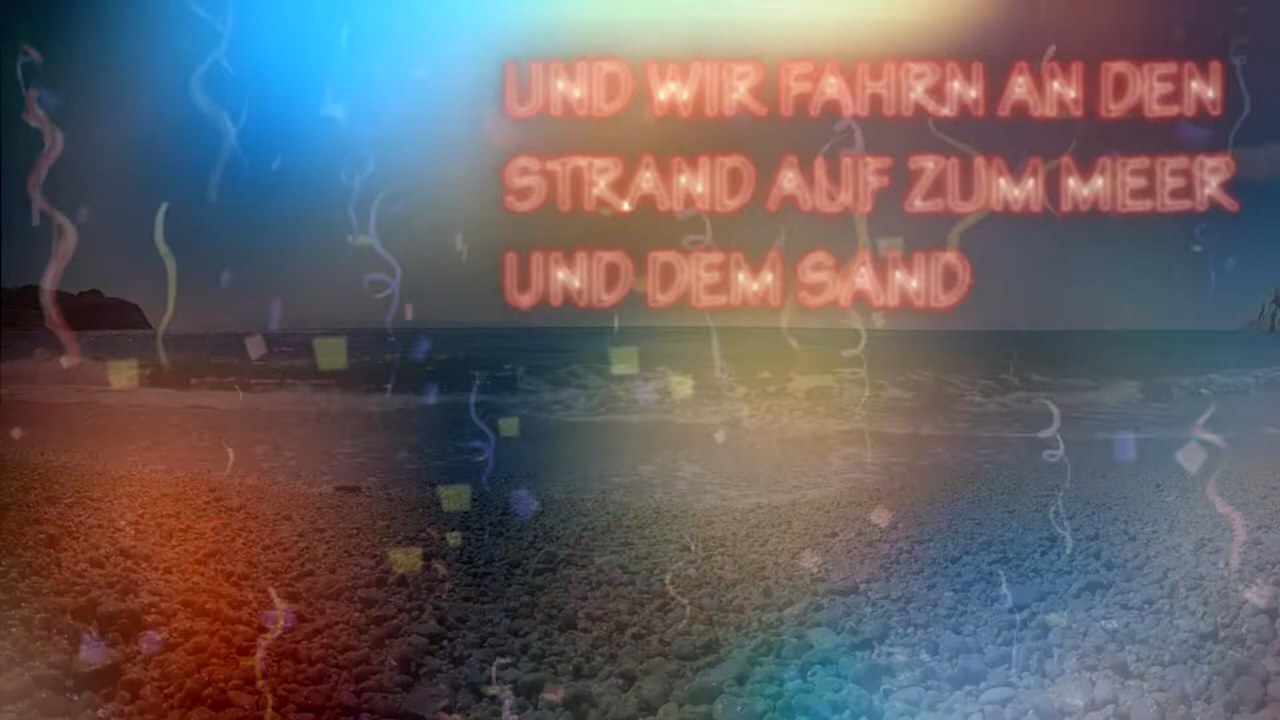 UND WIR FAHRN AN DEN
STRAND AUF ZUM MEER
UND DEM SAND